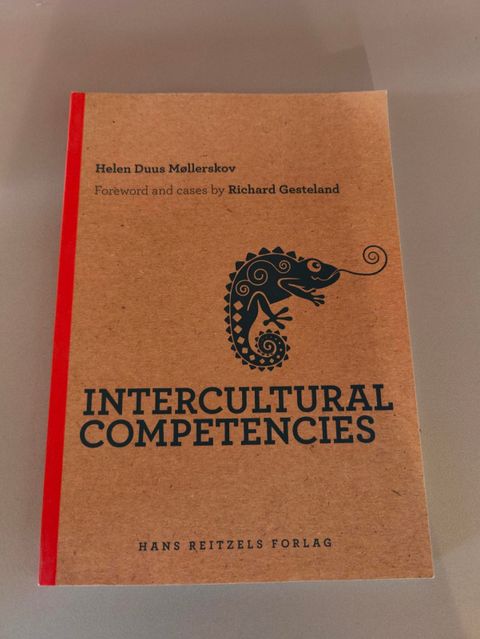 Helen Duus Møllerskov
Foreword and cases by Richard Gesteland
INTERCULTURAL
COMPETENCIES
HANS REITZELS FORLAG